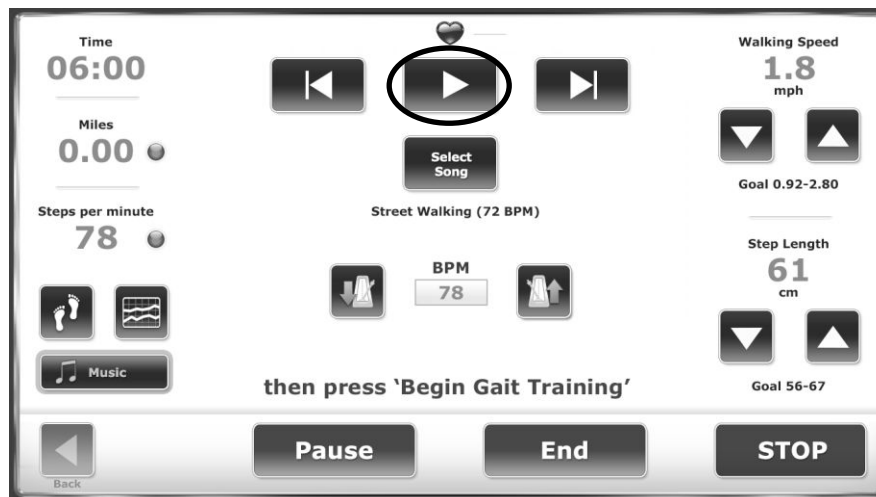 Time
06:00
Miles
0.00
Steps per minute
78
Music
Select
Song
Street Walking (72 BPM)
BPM
78
then press ‘Begin Gait Training’
Walking Speed
1.8
mph
Goal 0.92-2.80
Step Length
61
cm
Goal 56-67
Back
Pause
End
STOP